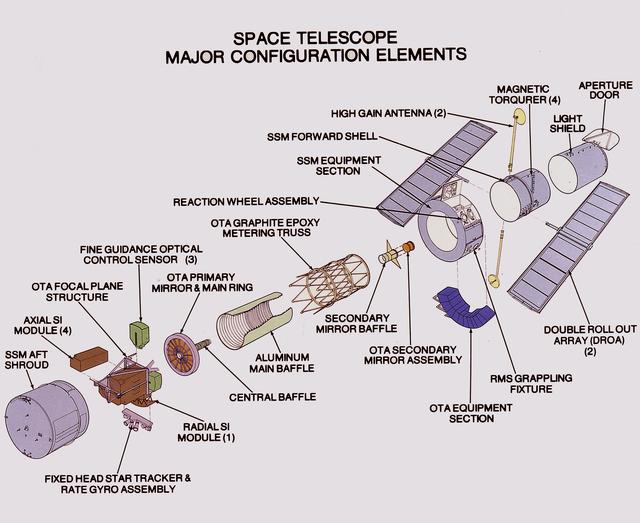 SPACE TELESCOPE
MAJOR CONFIGURATION ELEMENTS
APERTURE
DOOR
MAGNETIC
TORQURER (4)
HIGH GAIN ANTENNA (2)
LIGHT
SHIELD
SSM FORWARD SHELL
SSM EQUIPMENT
SECTION
REACTION WHEEL ASSEMBLY
OTA GRAPHITE EPOXY
METERING TRUSS
FINE GUIDANCE OPTICAL
CONTROL SENSOR (3)
OTA PRIMARY
MIRROR & MAIN RING
OTA FOCAL PLANE
STRUCTURE
AXIAL SI
MODULE (4)
SSM AFT
SHROUD
SECONDARY
MIRROR BAFFLE
DOUBLE ROLL OUT
ARRAY (DROA)
(2)
OTA SECONDARY
MIRROR ASSEMBLY
ALUMINUM
MAIN BAFFLE
RMS GRAPPLING
FIXTURE
CENTRAL BAFFLE
OTA EQUIPMENT
SECTION
RADIAL SI
MODULE (1)
FIXED HEAD STAR TRACKER &
RATE GYRO ASSEMBLY